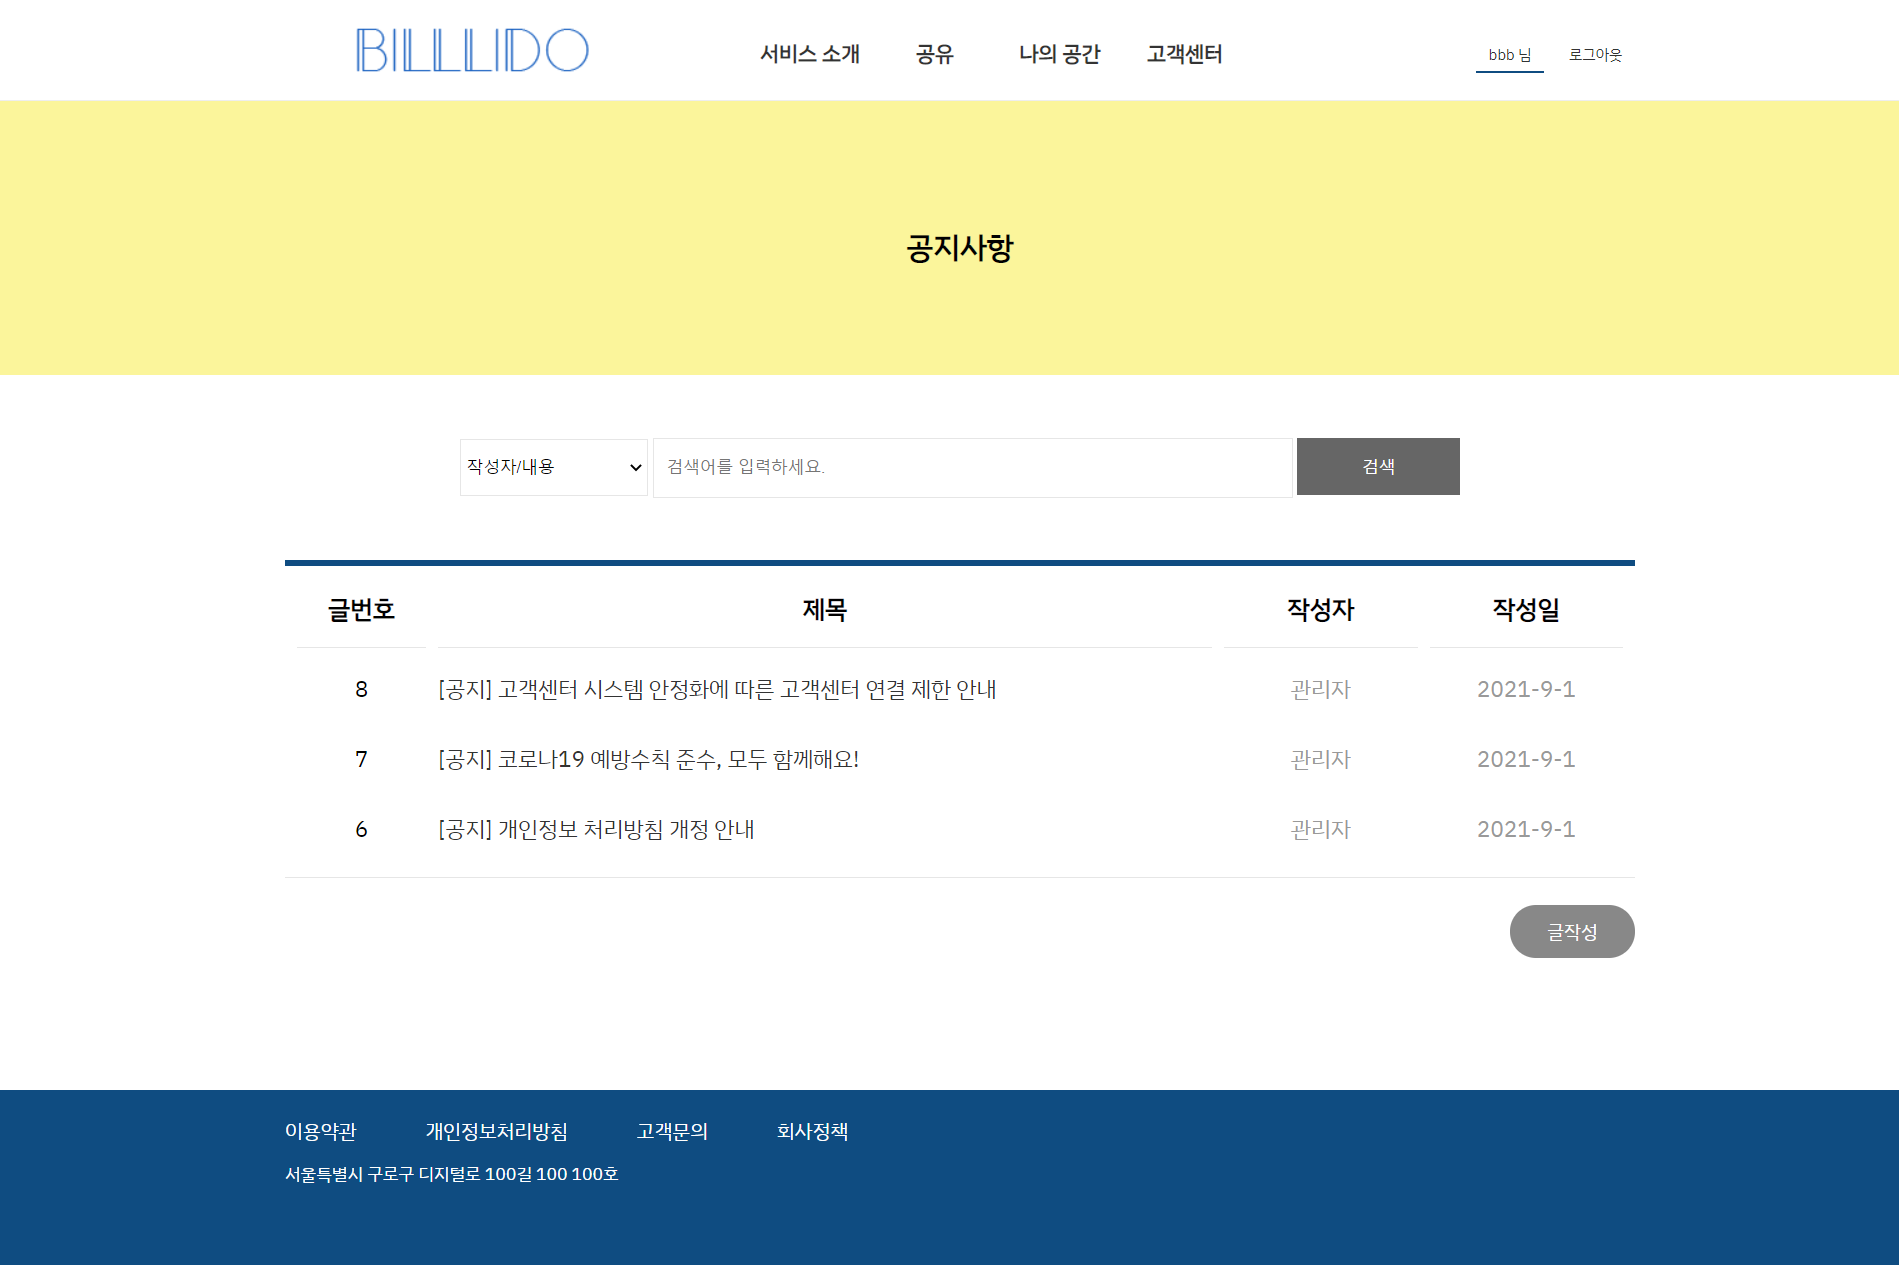 BILLLIDO
서비스 소개 공유 나의 공간 고객센터 bbb 님 로그아웃
공지사항
작성자/내용 검색어를 입력하세요. 검색
글번호 제목 작성자 작성일
8 [공지] 고객센터 시스템 안정화에 따른 고객센터 연결 제한 안내 관리자 2021-9-1
7 [공지] 코로나19 예방수칙 준수, 모두 함께해요! 관리자 2021-9-1
6 [공지] 개인정보 처리방침 개정 안내 관리자 2021-9-1
글작성
이용약관 개인정보처리방침 고객문의 회사정책
서울특별시 구로구 디지털로 100길 100 100호